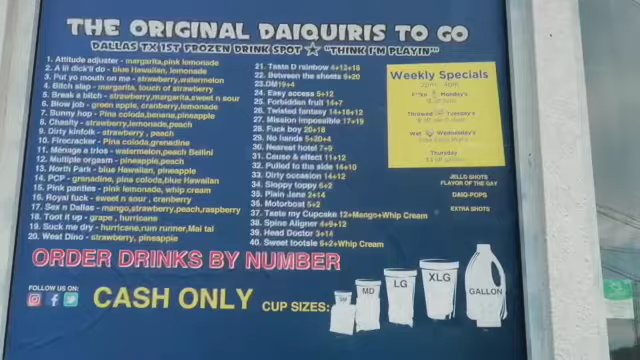 THE ORIGINAL DAIQUIRIS TO GO
DALLAS TX 1ST FROZEN DRINK SPOT ★ "THINK I'M PLAYIN'"
1. Attitude adjuster - margarita,pink lemonade
2. A lil dick'll do - blue Hawaiian, lemonade
3. Put yo mouth on me - strawberry,watermelon
4. Bitch slap - margarita, touch of strawberry
5. Break a bitch - strawberry,margarita,sweet n sour
6. Blow job - green apple, cranberry,lemonade
7. Bunny hop - Pina coloda,banana,pineapple
8. Chasity - strawberry,lemonade,peach
9. Dirty kinfolk - strawberry, peach
10. Firecracker - Pina coloda,grenadine
11. Ménage a trios - watermelon,peach Bellini
12. Multiple orgasm - pineapple,peach
13. North Park - blue Hawaiian, pineapple
14. PCP - grenadine, pina coloda,blue Hawaiian
15. Pink panties - pink lemonade, whip cream
16. Royal fuck - sweet n sour, cranberry
17. Sex n Dallas - mango,strawberry,peach,raspberry
18. Toot it up - grape, hurricane
19. Suck me dry - hurricane,rum runner,Mai tai
20. West Dino - strawberry, pineapple
21. Taste D rainbow 4+12+18
22. Between the sheets 9+20
23.DM19+4
24. Easy access 5+12
25. Forbidden fruit 14+7
26. Twisted fantasy 14+16+12
27. Mission impossible 17+19
28. Fuck boy 20+18
29. No hands 5+20+4
30. Nearest hotel 7+9
31. Cause & effect 11+12
32. Pulled to the side 14+10
33. Dirty occasion 14+12
34. Sloppy toppy 6+2
35. Plain Jane 2+14
36. Motorboat 5+2
37. Taste my Cupcake 12+Mango+Whip Cream
38. Spine Aligner 4+9+12
39. Head Doctor 3+14
40. Sweet tootsie 6+2+Whip Cream
Weekly Specials
Monday's
Thirsteed Tuesday's
Wet Wednesday's
Thursday
JELLO SHOTS
FLAVOR OF THE DAY
DAIQ-POPS
EXTRA SHOTS
ORDER DRINKS BY NUMBER
FOLLOW US ON:
CASH ONLY
CUP SIZES:
SM
MD
LG
XLG
GALLON